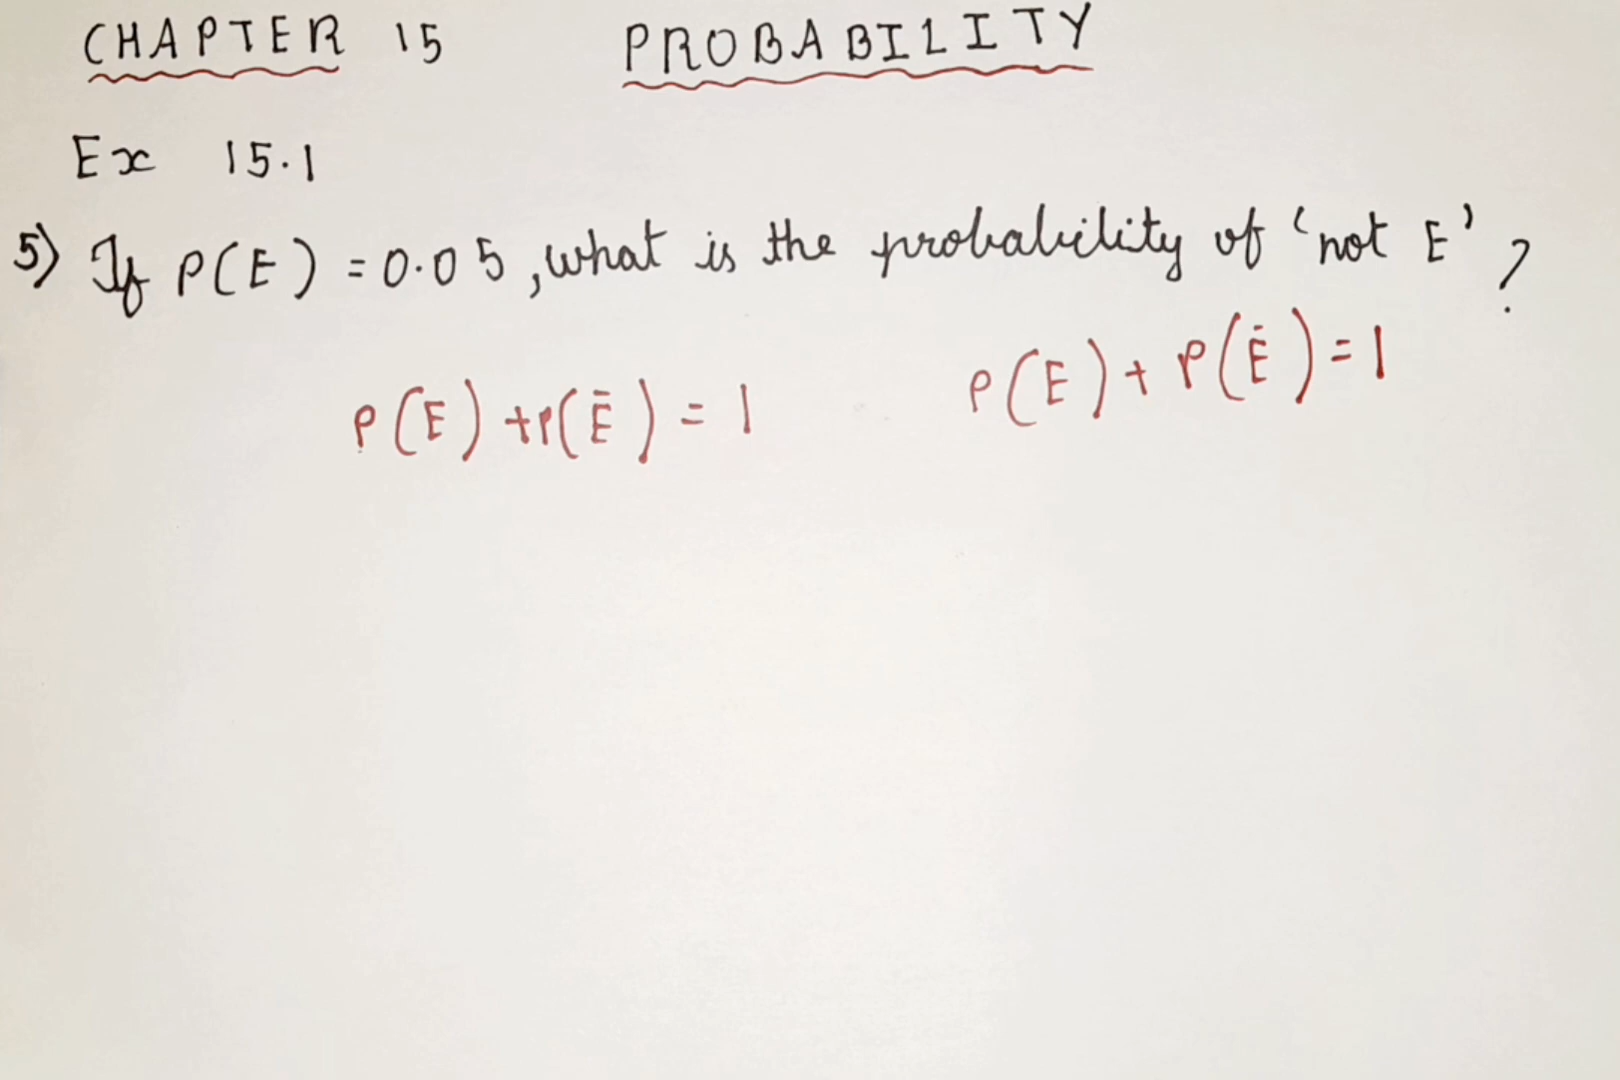 CHAPTER 15 PROBABILITY
Ex 15.1
5) If P(E) = 0.05, what is the probability of 'not E' ?
P(E) + P(Ē) = 1
P(E) + P(Ē) = 1